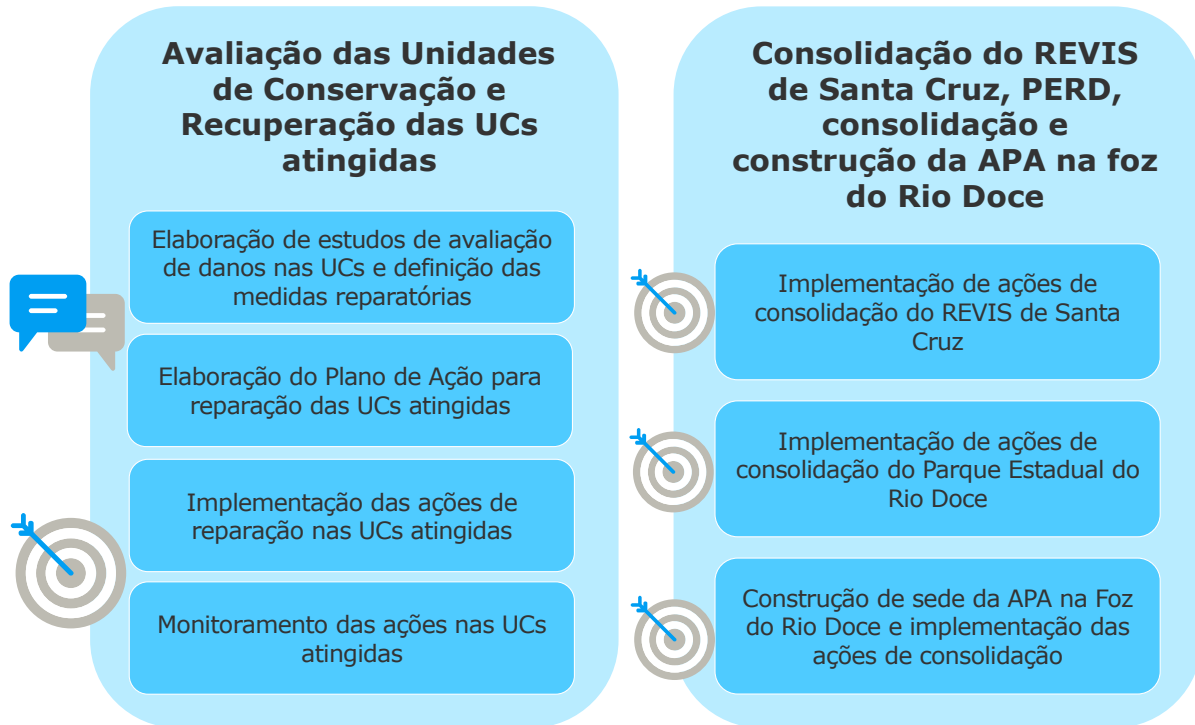 Avaliação das Unidades
de Conservação e
Recuperação das UCs
atingidas
Elaboração de estudos de avaliação
de danos nas UCs e definição das
medidas reparatórias
Elaboração do Plano de Ação para
reparação das UCs atingidas
Implementação das ações de
reparação nas UCs atingidas
Monitoramento das ações nas UCs
atingidas
Consolidação do REVIS
de Santa Cruz, PERD,
consolidação e
construção da APA na foz
do Rio Doce
Implementação de ações de
consolidação do REVIS de Santa
Cruz
Implementação de ações de
consolidação do Parque Estadual do
Rio Doce
Construção de sede da APA na Foz
do Rio Doce e implementação das
ações de consolidação